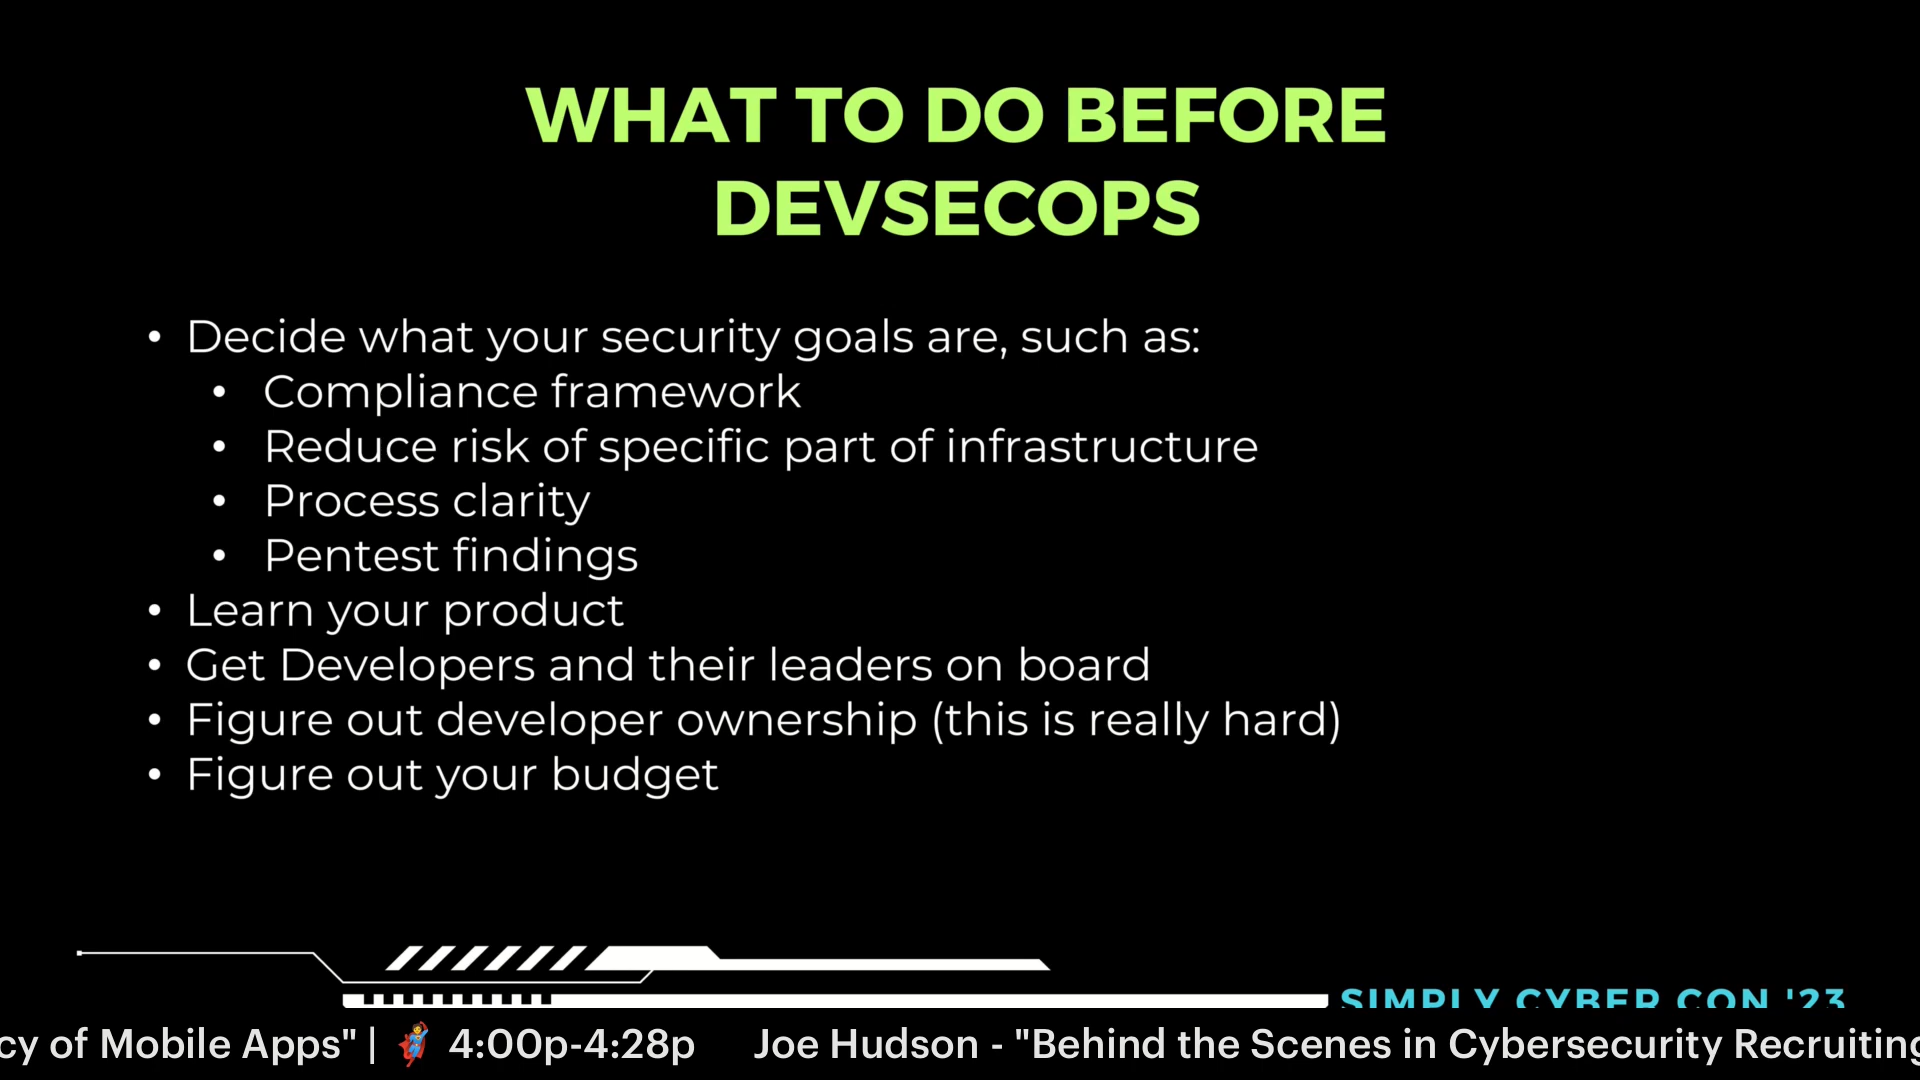 WHAT TO DO BEFORE
DEVSECOPS
• Decide what your security goals are, such as:
• Compliance framework
• Reduce risk of specific part of infrastructure
• Process clarity
• Pentest findings
• Learn your product
• Get Developers and their leaders on board
• Figure out developer ownership (this is really hard)
• Figure out your budget
SIMPLY CYBER CON '23
cy of Mobile Apps" | 🦸 4:00p-4:28p Joe Hudson - "Behind the Scenes in Cybersecurity Recruiting